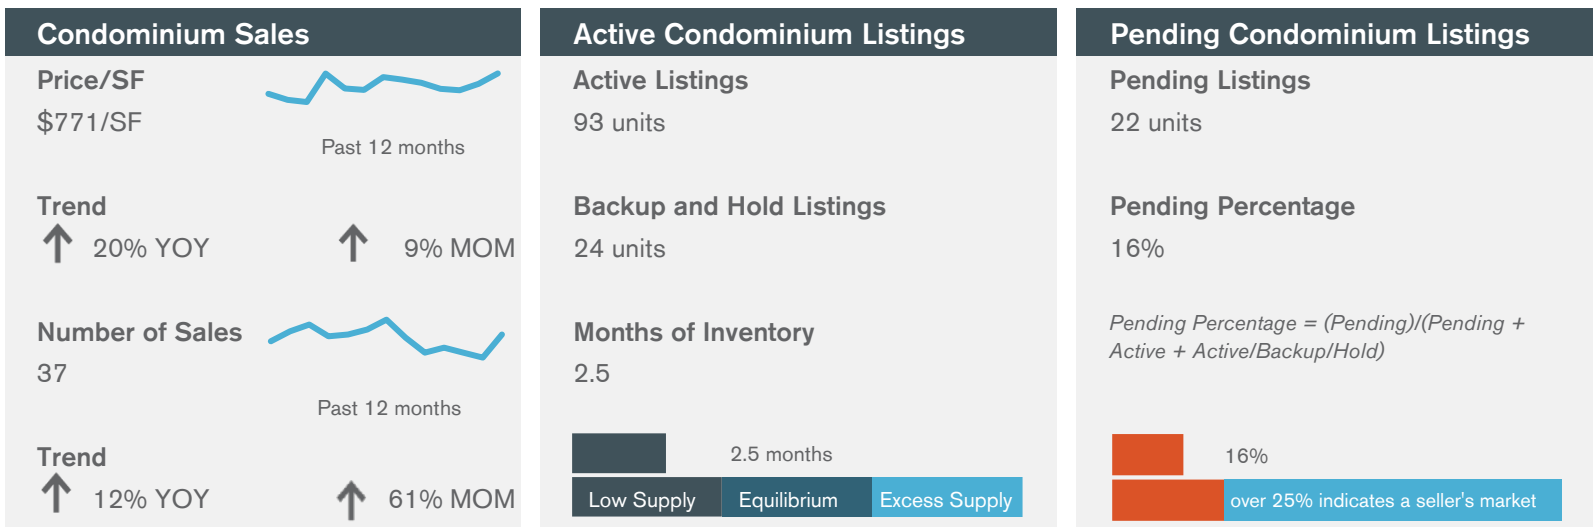 Condominium Sales
Price/SF
$771/SF
Past 12 months
Trend
20% YOY
9% MOM
Number of Sales
37
Past 12 months
Trend
12% YOY
61% MOM
Active Condominium Listings
Active Listings
93 units
Backup and Hold Listings
24 units
Months of Inventory
2.5
2.5 months
Low Supply
Equilibrium
Excess Supply
Pending Condominium Listings
Pending Listings
22 units
Pending Percentage
16%
Pending Percentage = (Pending)/(Pending +
Active + Active/Backup/Hold)
16%
over 25% indicates a seller's market